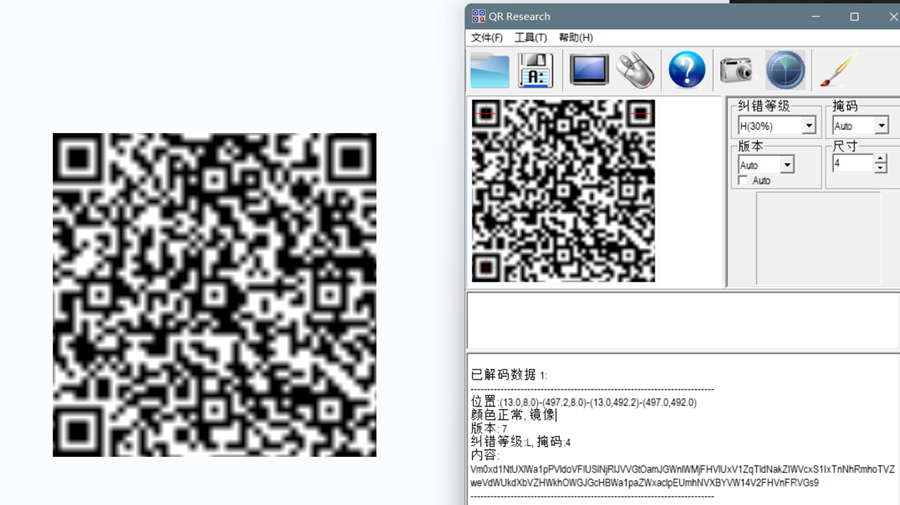 QR Research
文件(F) 工具(T) 帮助(H)
A:
纠错等级 掩码
H(30%) Auto
版本 尺寸
Auto 4
Auto
已解码数据 1:
位置:(13.0,8.0)-(497.2,8.0)-(13.0,492.2)-(497.0,492.0)
颜色正常, 镜像
版本: 7
纠错等级:L, 掩码:4
内容: